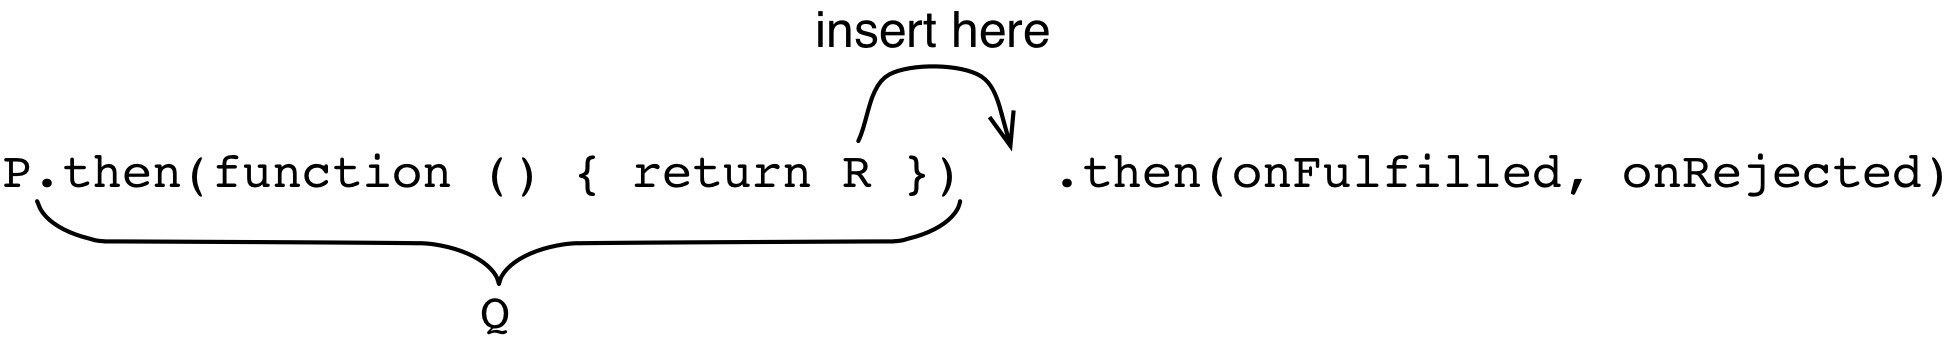 insert here
P.then(function () { return R }) .then(onFulfilled, onRejected)
Q